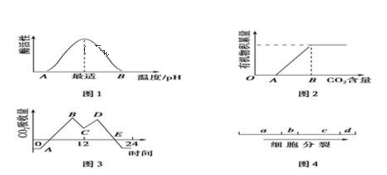 酶活性
A 最适 B 温度/pH
图1
有机物积累量
O A B CO₂含量
图2
CO₂吸收量
B D
C E
0 A 12 24
时间
图3
a b c d
细胞分裂
图4